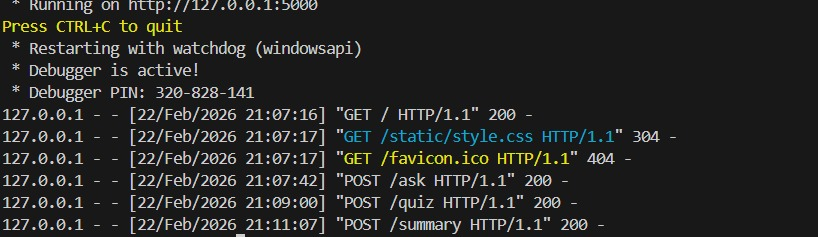 * Running on http://127.0.0.1:5000
Press CTRL+C to quit
* Restarting with watchdog (windowsapi)
* Debugger is active!
* Debugger PIN: 320-828-141
127.0.0.1 - - [22/Feb/2026 21:07:16] "GET / HTTP/1.1" 200 -
127.0.0.1 - - [22/Feb/2026 21:07:17] "GET /static/style.css HTTP/1.1" 304 -
127.0.0.1 - - [22/Feb/2026 21:07:17] "GET /favicon.ico HTTP/1.1" 404 -
127.0.0.1 - - [22/Feb/2026 21:07:42] "POST /ask HTTP/1.1" 200 -
127.0.0.1 - - [22/Feb/2026 21:09:00] "POST /quiz HTTP/1.1" 200 -
127.0.0.1 - - [22/Feb/2026 21:11:07] "POST /summary HTTP/1.1" 200 -